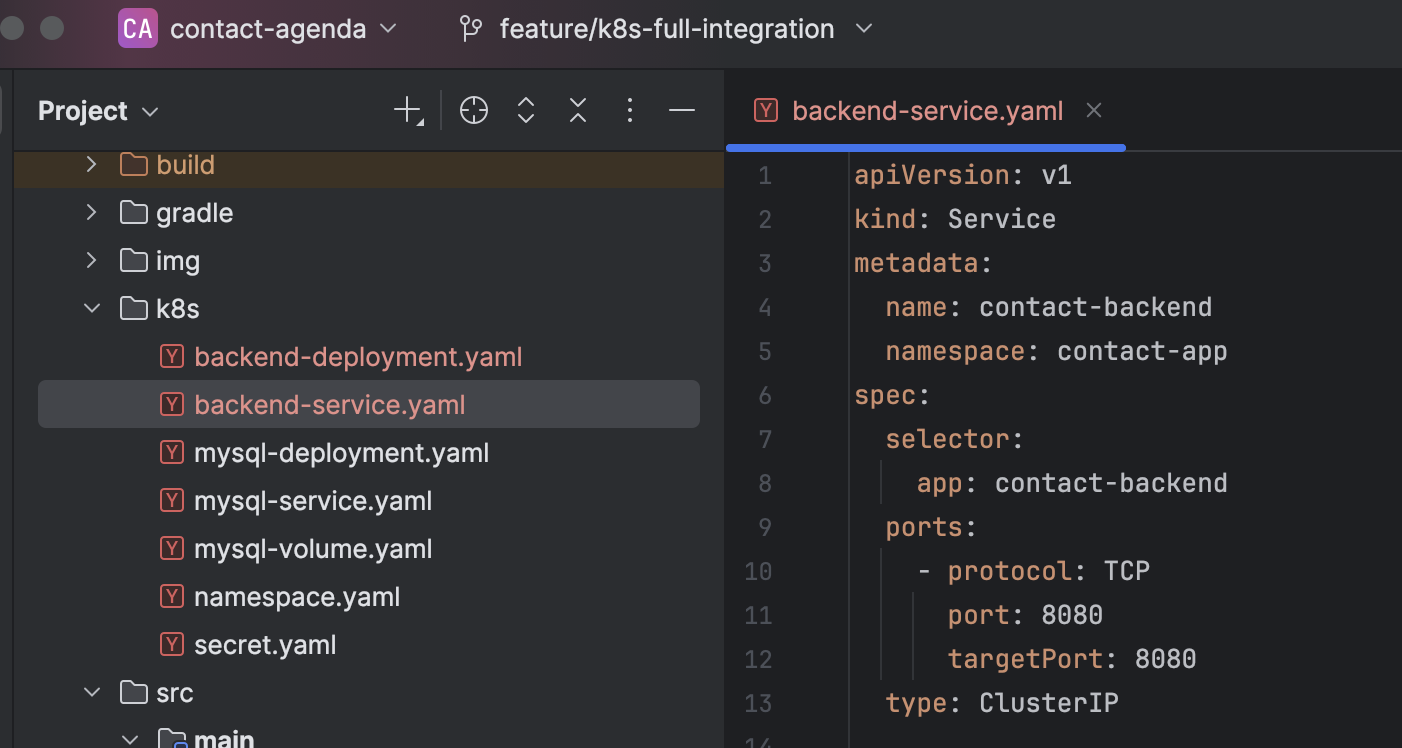 CA contact-agenda feature/k8s-full-integration
Project
build
gradle
img
k8s
Y backend-deployment.yaml
Y backend-service.yaml
Y mysql-deployment.yaml
Y mysql-service.yaml
Y mysql-volume.yaml
Y namespace.yaml
Y secret.yaml
src
main
Y backend-service.yaml
1 apiVersion: v1
2 kind: Service
3 metadata:
4   name: contact-backend
5   namespace: contact-app
6 spec:
7   selector:
8     app: contact-backend
9   ports:
10     - protocol: TCP
11       port: 8080
12       targetPort: 8080
13   type: ClusterIP
14